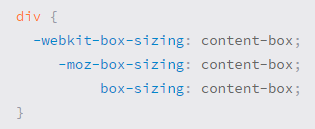 div {
-webkit-box-sizing: content-box;
-moz-box-sizing: content-box;
box-sizing: content-box;
}